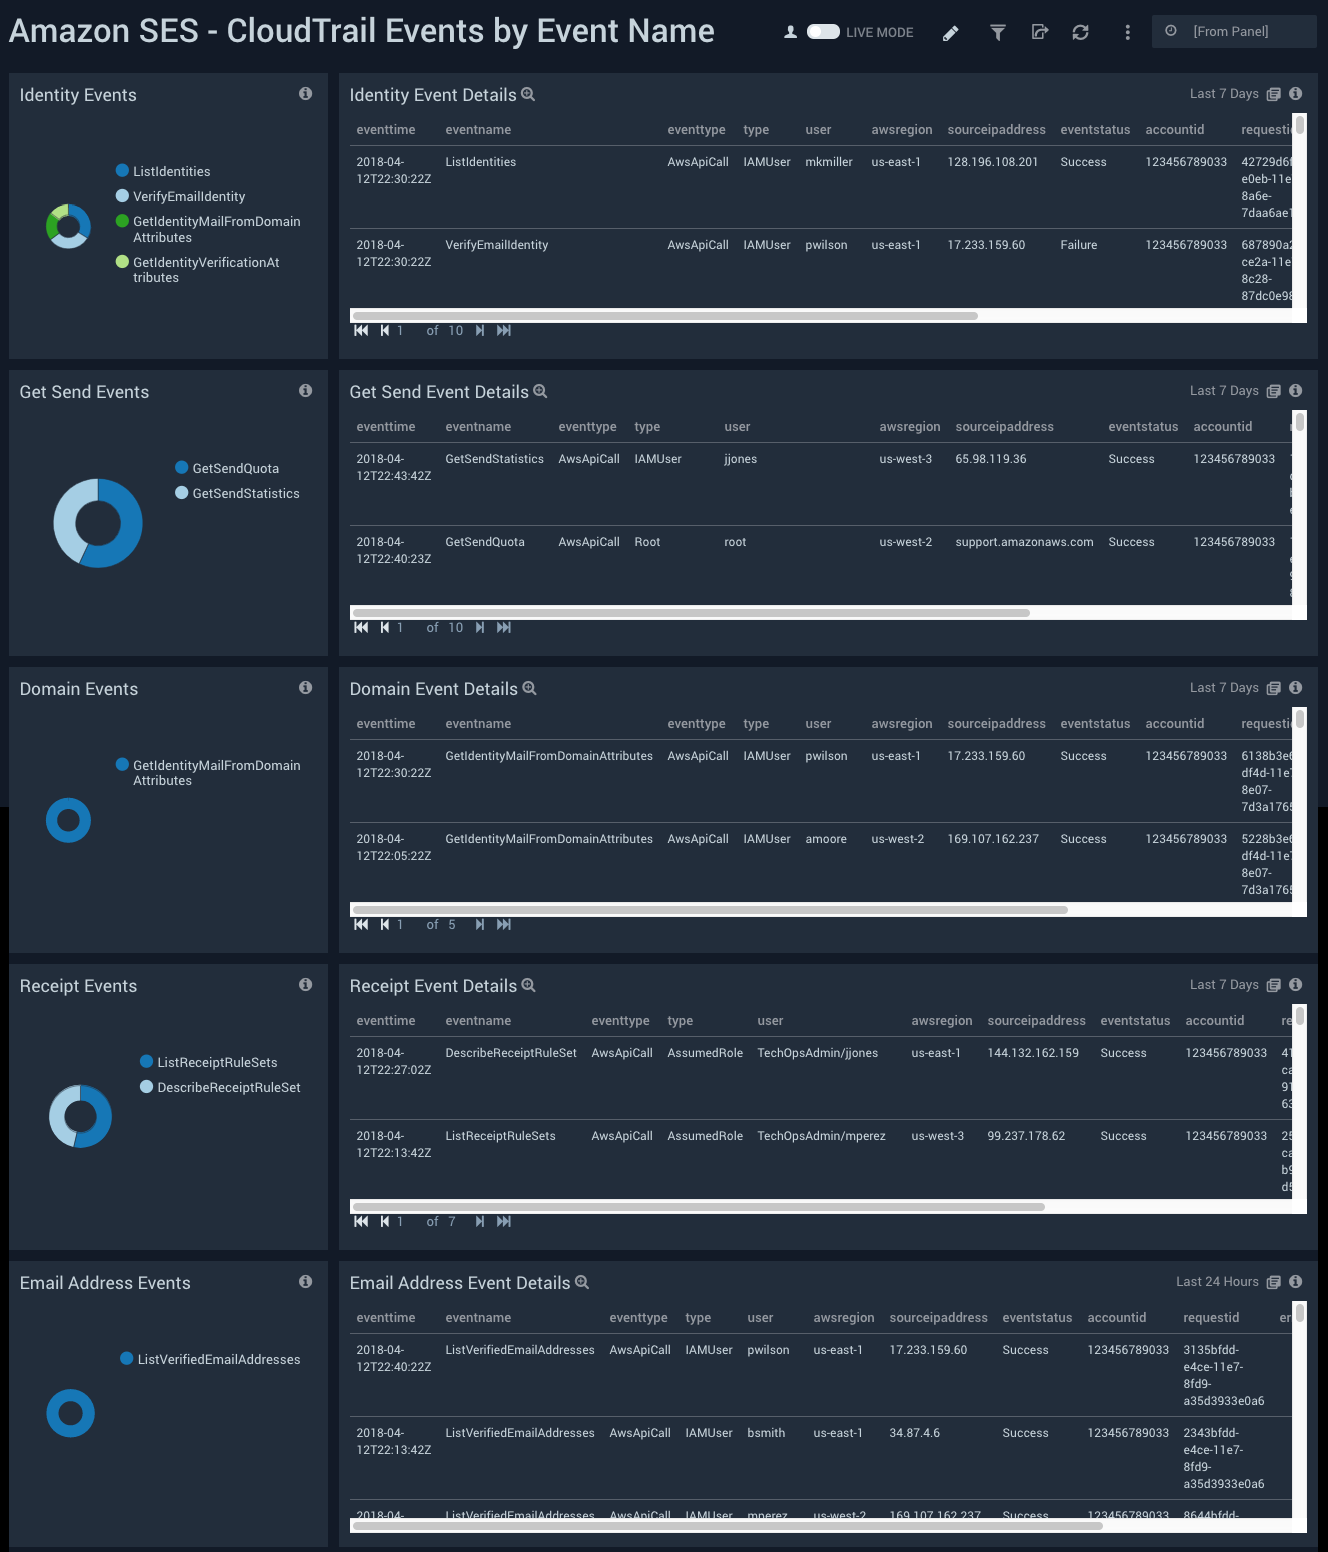 Amazon SES - CloudTrail Events by Event Name
LIVE MODE
[From Panel]
Identity Events
ListIdentities
VerifyEmailIdentity
GetIdentityMailFromDomain
Attributes
GetIdentityVerificationAt
tributes
Identity Event Details
Last 7 Days
eventtime eventname eventtype type user awsregion sourceipaddress eventstatus accountid
2018-04- ListIdentities AwsApiCall IAMUser mkmiller us-east-1 128.196.108.201 Success 123456789033
12T22:30:22Z e0eb-11e
8a6e-
7daa6ae1
2018-04- VerifyEmailIdentity AwsApiCall IAMUser pwilson us-east-1 17.233.159.60 Failure 123456789033
12T22:30:22Z ce2a-11e
8c28-
87dc0e98
1 of 10
Get Send Events
GetSendQuota
GetSendStatistics
Get Send Event Details
Last 7 Days
eventtime eventname eventtype type user awsregion sourceipaddress eventstatus accountid
2018-04- GetSendStatistics AwsApiCall IAMUser jjones us-west-3 65.98.119.36 Success 123456789033
12T22:43:42Z
2018-04- GetSendQuota AwsApiCall Root root us-west-2 support.amazonaws.com Success 123456789033
12T22:40:23Z
1 of 10
Domain Events
GetIdentityMailFromDomain
Attributes
Domain Event Details
Last 7 Days
eventtime eventname eventtype type user awsregion sourceipaddress eventstatus accountid
2018-04- GetIdentityMailFromDomainAttributes AwsApiCall IAMUser pwilson us-east-1 17.233.159.60 Success 123456789033 6138b3e6
12T22:30:22Z df4d-11e7
8e07-
7d3a1765
2018-04- GetIdentityMailFromDomainAttributes AwsApiCall IAMUser amoore us-west-2 169.107.162.237 Success 123456789033 5228b3e6
12T22:05:22Z df4d-11e7
8e07-
7d3a1765
1 of 5
Receipt Events
ListReceiptRuleSets
DescribeReceiptRuleSet
Receipt Event Details
Last 7 Days
eventtime eventname eventtype type user awsregion sourceipaddress eventstatus accountid re
2018-04- DescribeReceiptRuleSet AwsApiCall AssumedRole TechOpsAdmin/jjones us-east-1 144.132.162.159 Success 123456789033 41
12T22:27:02Z ca
91
63
2018-04- ListReceiptRuleSets AwsApiCall AssumedRole TechOpsAdmin/mperez us-west-3 99.237.178.62 Success 123456789033 25
12T22:13:42Z ca
b9
d5
1 of 7
Email Address Events
ListVerifiedEmailAddresses
Email Address Event Details
Last 24 Hours
eventtime eventname eventtype type user awsregion sourceipaddress eventstatus accountid requestid er
2018-04- ListVerifiedEmailAddresses AwsApiCall IAMUser pwilson us-east-1 17.233.159.60 Success 123456789033 3135bfdd-
12T22:40:22Z e4ce-11e7-
8fd9-
a35d3933e0a6
2018-04- ListVerifiedEmailAddresses AwsApiCall IAMUser bsmith us-east-1 34.87.4.6 Success 123456789033 2343bfdd-
12T22:13:42Z e4ce-11e7-
8fd9-
a35d3933e0a6
2018-04- ListVerifiedEmailAddresses AwsApiCall IAMUser mperez us-west-2 169.107.162.237 Success 123456789033 8644bfdd-